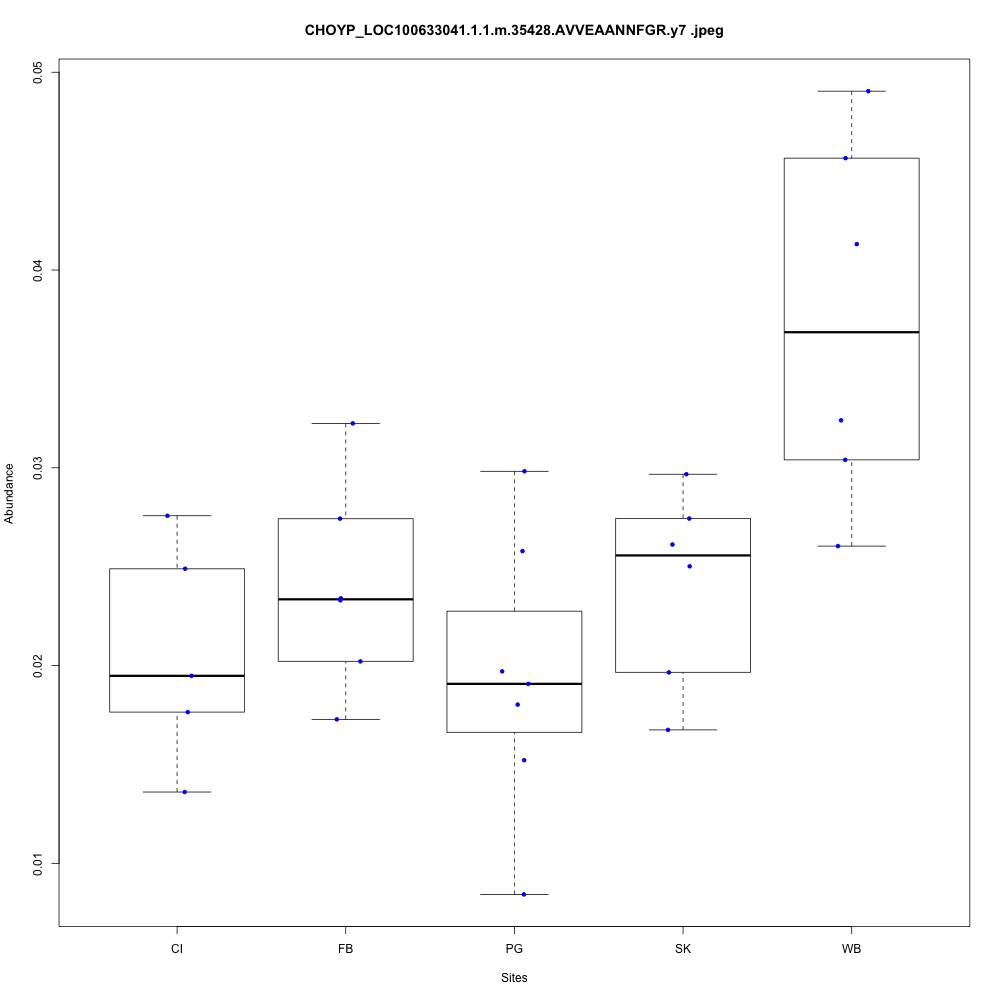 CHOYP_LOC100633041.1.1.m.35428.AVVEAANNFGR.y7 .jpeg
0.05
0.04
0.03
0.02
0.01
Abundance
CI FB PG SK WB
Sites